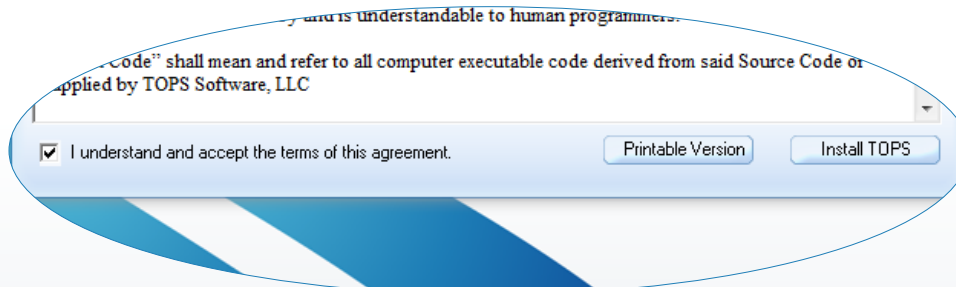 and is understandable to human programmers.
Code” shall mean and refer to all computer executable code derived from said Source Code or
supplied by TOPS Software, LLC
I understand and accept the terms of this agreement.
Printable Version
Install TOPS